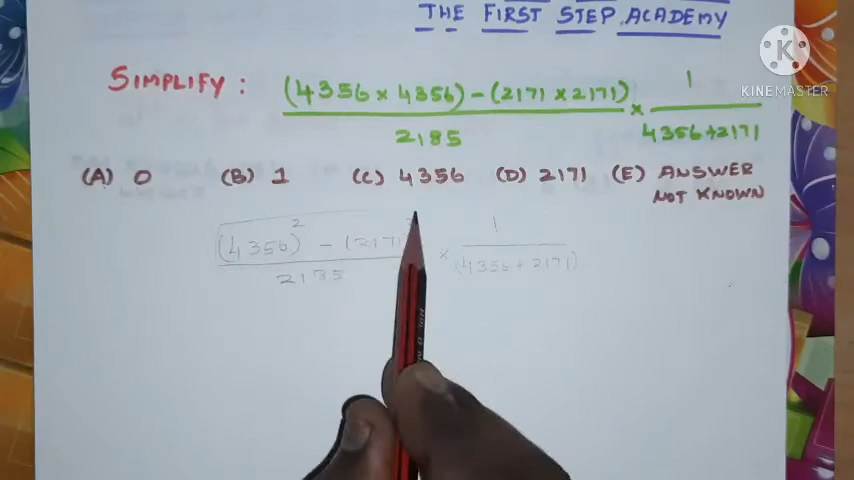 THE FIRST STEP ACADEMY
K
KINEMASTER
SIMPLIFY : (4356 × 4356) - (2171 × 2171) / 2185 × 1 / 4356+2171
(A) 0 (B) 1 (C) 4356 (D) 2171 (E) ANSWER NOT KNOWN
(4356)² - (2171)² / 2185 × 1 / (4356+2171)